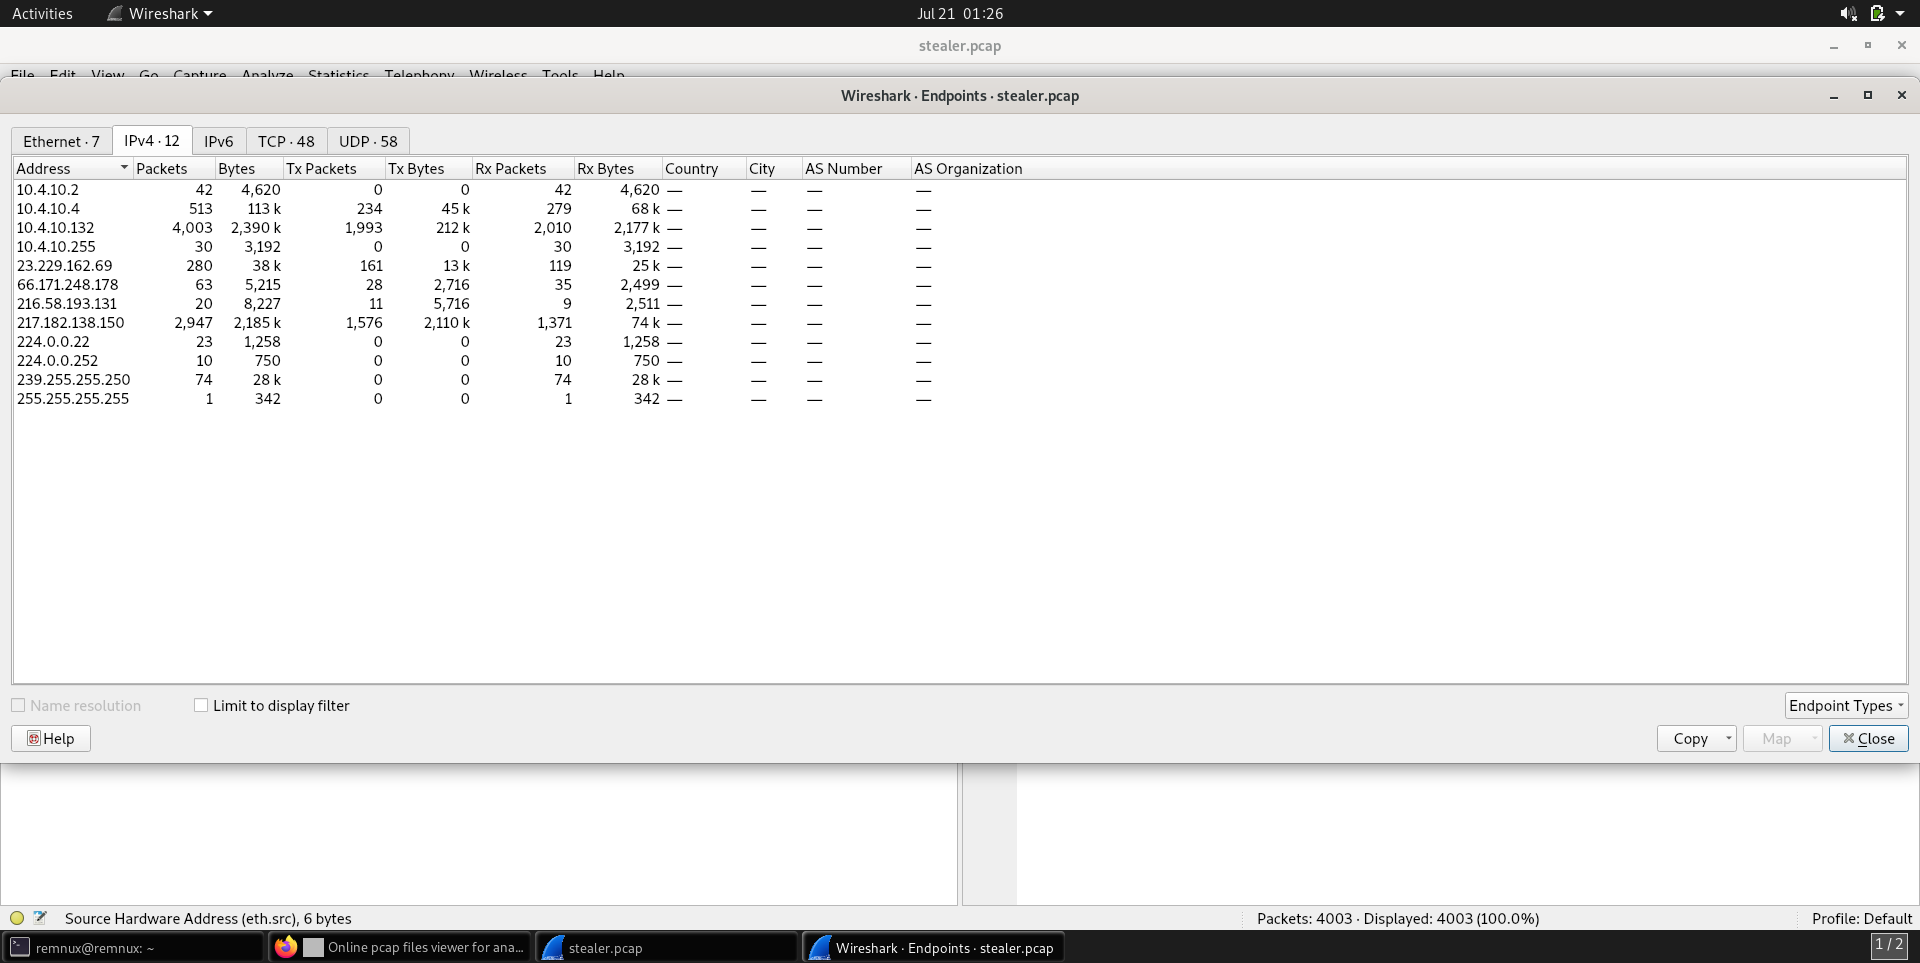 Activities Wireshark Jul 21 01:26
stealer.pcap
File Edit View Go Capture Analyze Statistics Telephony Wireless Tools Help
Wireshark · Endpoints · stealer.pcap
Ethernet · 7 IPv4 · 12 IPv6 TCP · 48 UDP · 58
Address Packets Bytes Tx Packets Tx Bytes Rx Packets Rx Bytes Country City AS Number AS Organization
10.4.10.2 42 4,620 0 0 42 4,620 — — — —
10.4.10.4 513 113 k 234 45 k 279 68 k — — — —
10.4.10.132 4,003 2,390 k 1,993 212 k 2,010 2,177 k — — — —
10.4.10.255 30 3,192 0 0 30 3,192 — — — —
23.229.162.69 280 38 k 161 13 k 119 25 k — — — —
66.171.248.178 63 5,215 28 2,716 35 2,499 — — — —
216.58.193.131 20 8,227 11 5,716 9 2,511 — — — —
217.182.138.150 2,947 2,185 k 1,576 2,110 k 1,371 74 k — — — —
224.0.0.22 23 1,258 0 0 23 1,258 — — — —
224.0.0.252 10 750 0 0 10 750 — — — —
239.255.255.250 74 28 k 0 0 74 28 k — — — —
255.255.255.255 1 342 0 0 1 342 — — — —
Name resolution Limit to display filter Endpoint Types
Help Copy Map Close
Source Hardware Address (eth.src), 6 bytes Packets: 4003 · Displayed: 4003 (100.0%) Profile: Default
remnux@remnux: ~ Online pcap files viewer for ana... stealer.pcap Wireshark · Endpoints · stealer.pcap 1 / 2